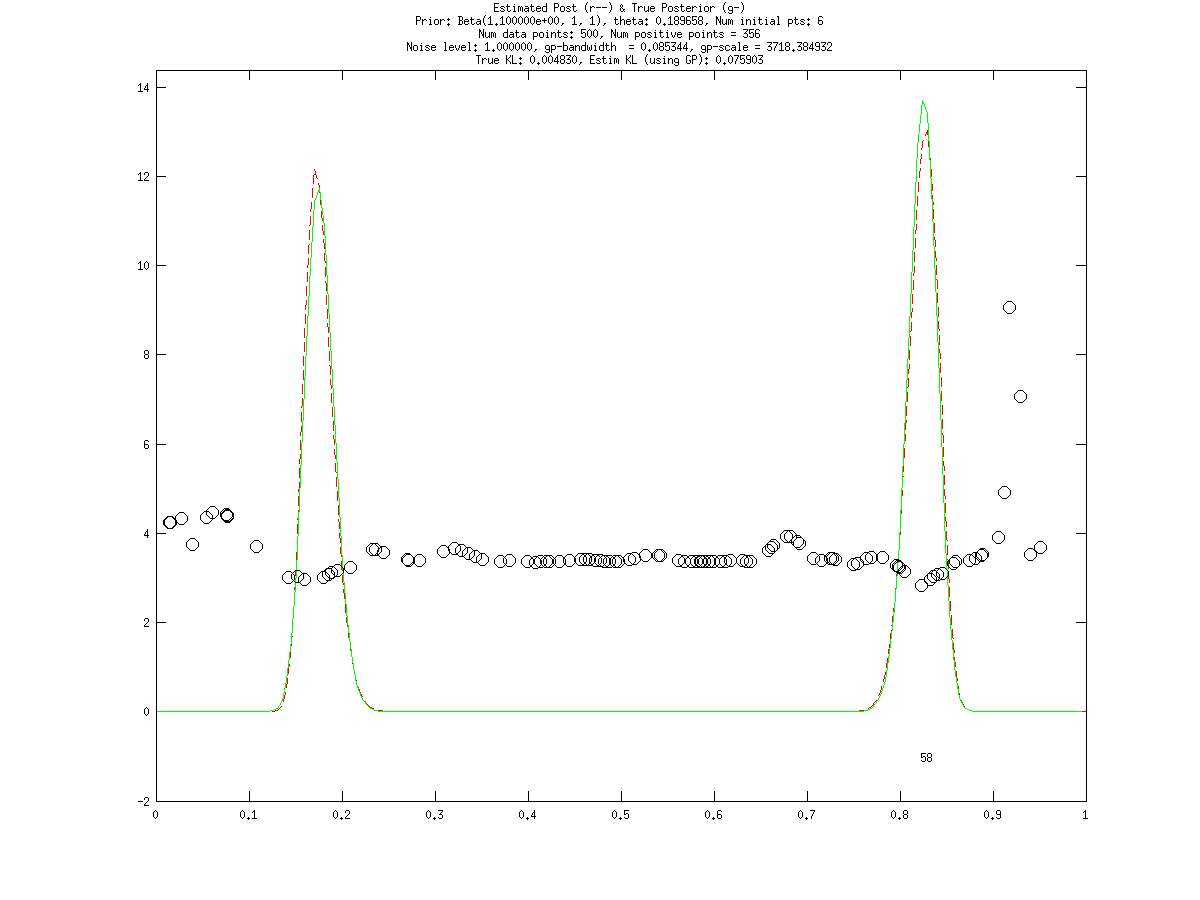 Estimated Post (r--) & True Posterior (g-)
Prior: Beta(1.100000e+00, 1, 1), theta: 0.189658, Num initial pts: 6
Num data points: 500, Num positive points = 356
Noise level: 1.000000, gp-bandwidth  = 0.085344, gp-scale = 3718.384932
True KL: 0.004830, Estim KL (using GP): 0.075903
14
12
10
8
6
4
2
0
58
-2
0 0.1 0.2 0.3 0.4 0.5 0.6 0.7 0.8 0.9 1